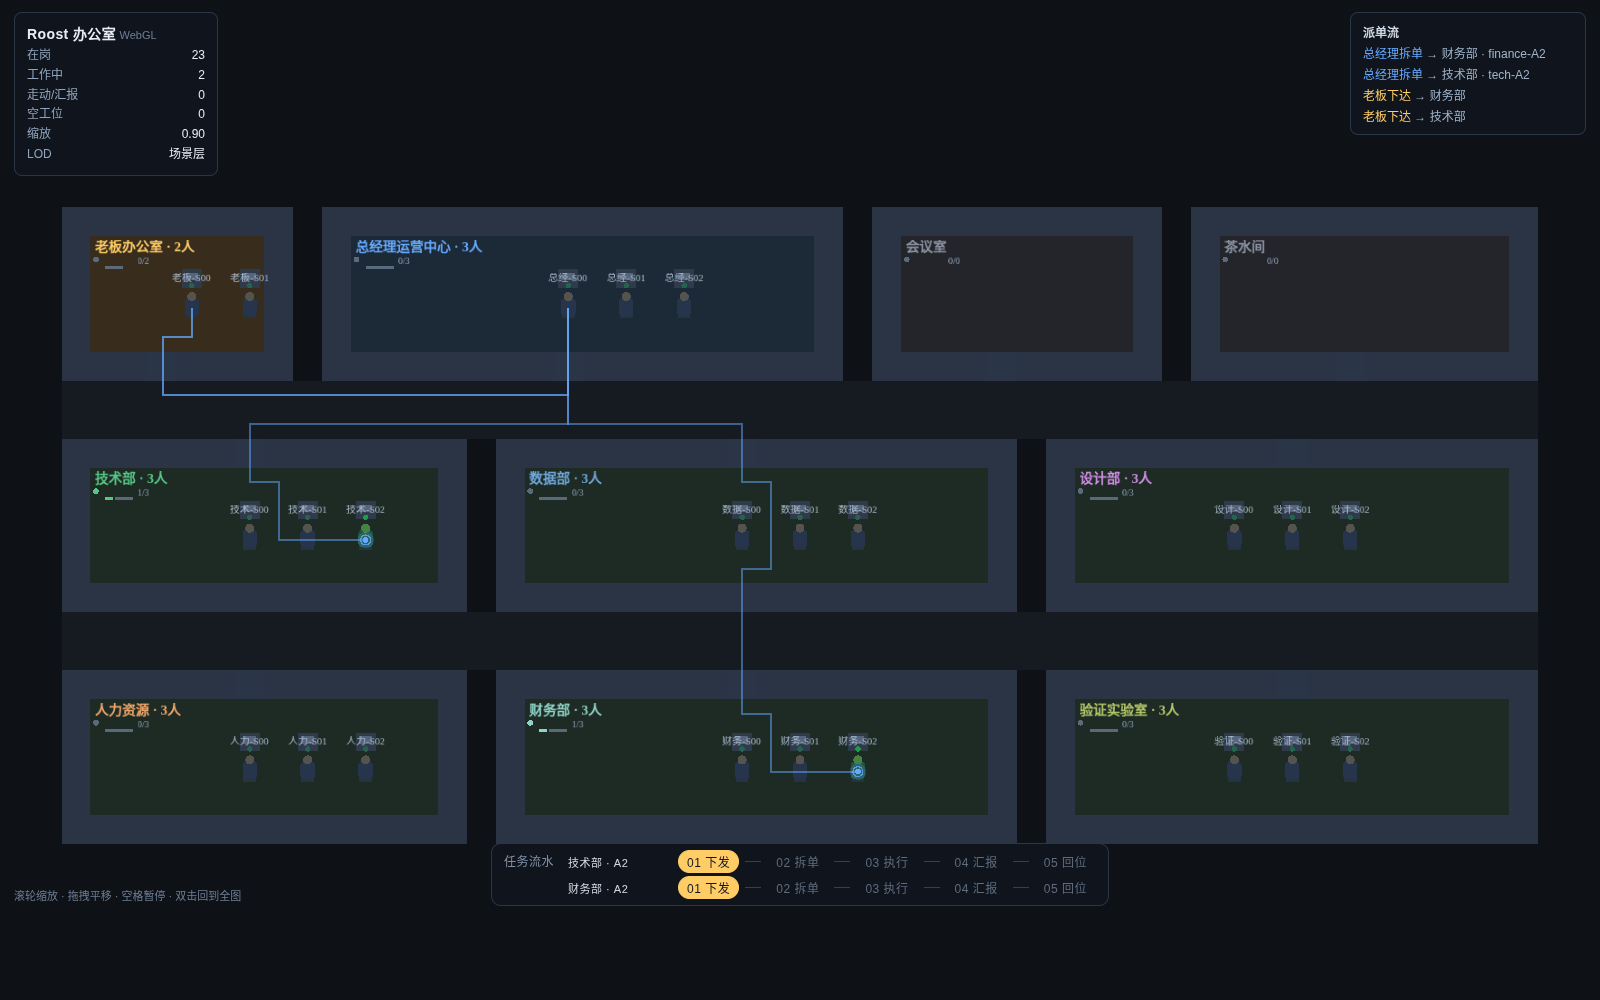 Roost 办公室 WebGL
在岗 23
工作中 2
走动/汇报 0
空工位 0
缩放 0.90
LOD 场景层
派单流
总经理拆单 → 财务部 · finance-A2
总经理拆单 → 技术部 · tech-A2
老板下达 → 财务部
老板下达 → 技术部
老板办公室 · 2人
0/2
老板-S00 老板-S01
总经理运营中心 · 3人
0/3
总经-S00 总经-S01 总经-S02
会议室
0/0
茶水间
0/0
技术部 · 3人
1/3
技术-S00 技术-S01 技术-S02
数据部 · 3人
0/3
数据-S00 数据-S01 数据-S02
设计部 · 3人
0/3
设计-S00 设计-S01 设计-S02
人力资源 · 3人
0/3
人力-S00 人力-S01 人力-S02
财务部 · 3人
1/3
财务-S00 财务-S01 财务-S02
验证实验室 · 3人
0/3
验证-S00 验证-S01 验证-S02
任务流水 技术部 · A2 01 下发 — 02 拆单 — 03 执行 — 04 汇报 — 05 回位
财务部 · A2 01 下发 — 02 拆单 — 03 执行 — 04 汇报 — 05 回位
滚轮缩放 · 拖拽平移 · 空格暂停 · 双击回到全图